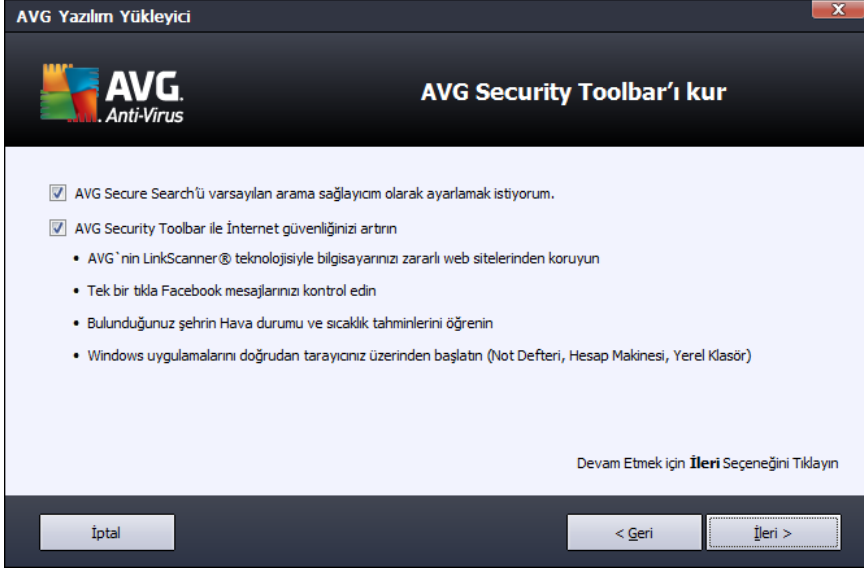 AVG Yazılım Yükleyici
AVG.
Anti-Virus
AVG Security Toolbar'ı kur
AVG Secure Search'ü varsayılan arama sağlayıcım olarak ayarlamak istiyorum.
AVG Security Toolbar ile İnternet güvenliğinizi artırın
• AVG`nin LinkScanner® teknolojisiyle bilgisayarınızı zararlı web sitelerinden koruyun
• Tek bir tıkla Facebook mesajlarınızı kontrol edin
• Bulunduğunuz şehrin Hava durumu ve sıcaklık tahminlerini öğrenin
• Windows uygulamalarını doğrudan tarayıcınız üzerinden başlatın (Not Defteri, Hesap Makinesi, Yerel Klasör)
Devam Etmek için İleri Seçeneğini Tıklayın
İptal
< Geri
İleri >